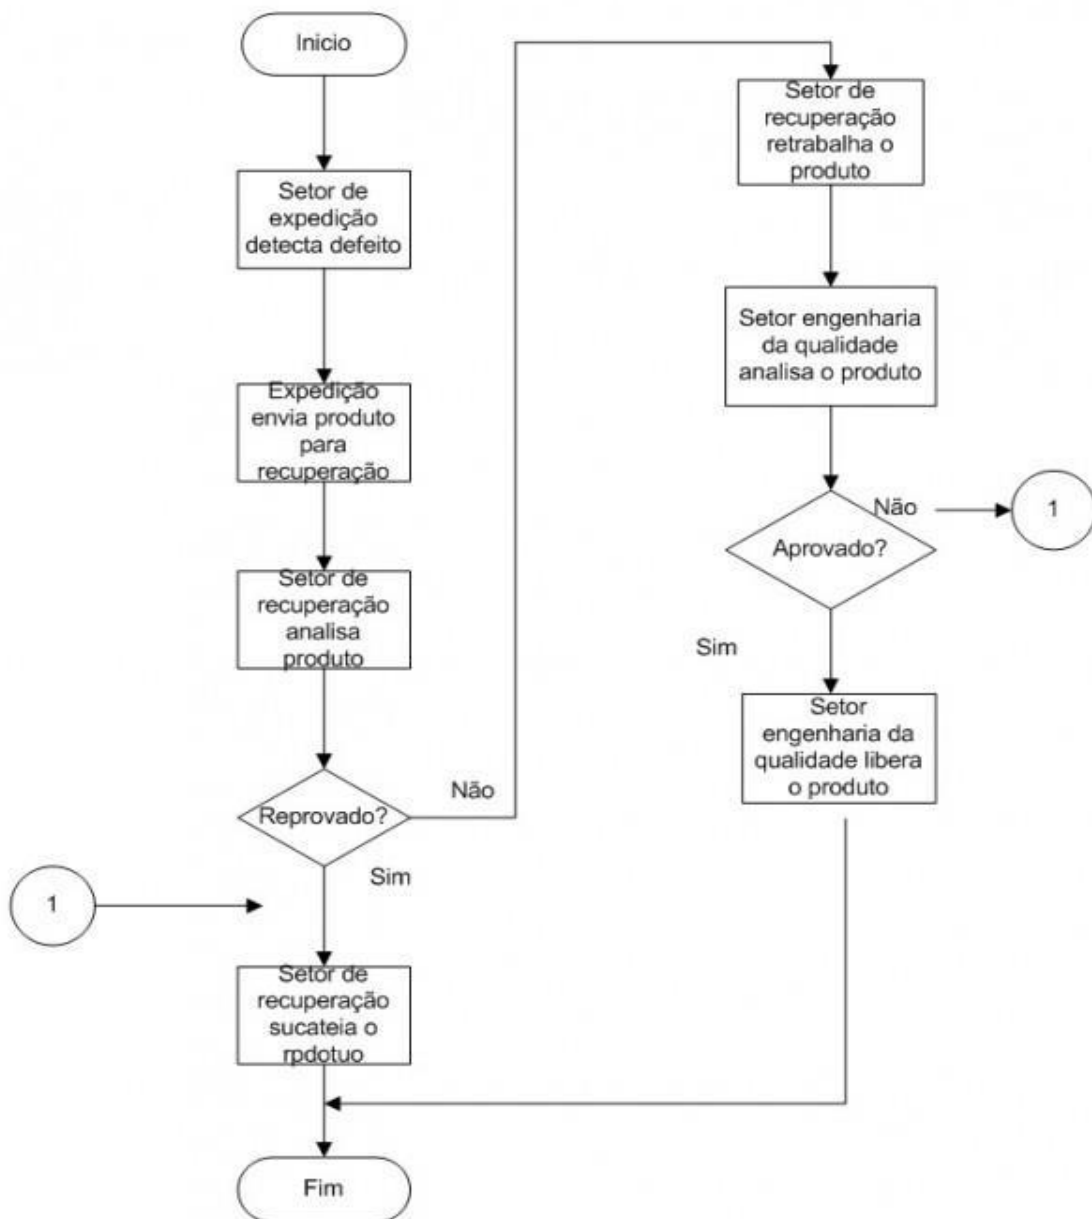 Inicio
Setor de
expedição
detecta defeito
Expedição
envia produto
para
recuperação
Setor de
recuperação
analisa
produto
Reprovado?
Não
Sim
1
Setor de
recuperação
sucateia o
rpdotuo
Fim
Setor de
recuperação
retrabalha o
produto
Setor engenharia
da qualidade
analisa o produto
Aprovado?
Não
1
Sim
Setor
engenharia da
qualidade libera
o produto